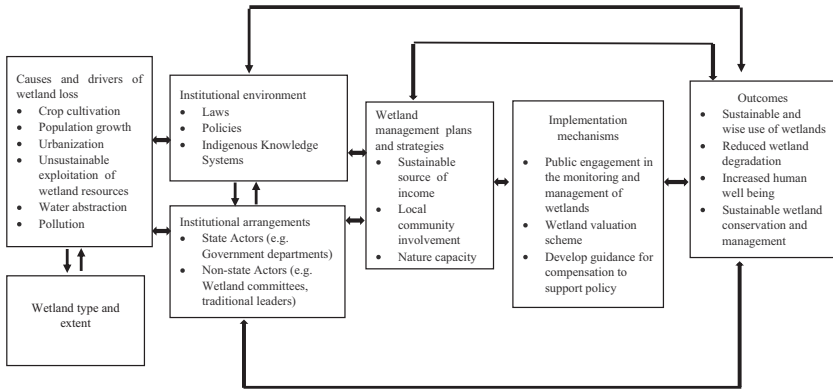 Causes and drivers of
wetland loss
• Crop cultivation
• Population growth
• Urbanization
• Unsustainable
exploitation of
wetland resources
• Water abstraction
• Pollution
Wetland type and
extent
Institutional environment
• Laws
• Policies
• Indigenous Knowledge
Systems
Institutional arrangements
• State Actors (e.g.
Government departments)
• Non-state Actors (e.g.
Wetland committees,
traditional leaders)
Wetland
management plans
and strategies
• Sustainable
source of
income
• Local
community
involvement
• Nature capacity
Implementation
mechanisms
• Public engagement in
the monitoring and
management of
wetlands
• Wetland valuation
scheme
• Develop guidance for
compensation to
support policy
Outcomes
• Sustainable and
wise use of wetlands
• Reduced wetland
degradation
• Increased human
well being
• Sustainable wetland
conservation and
management